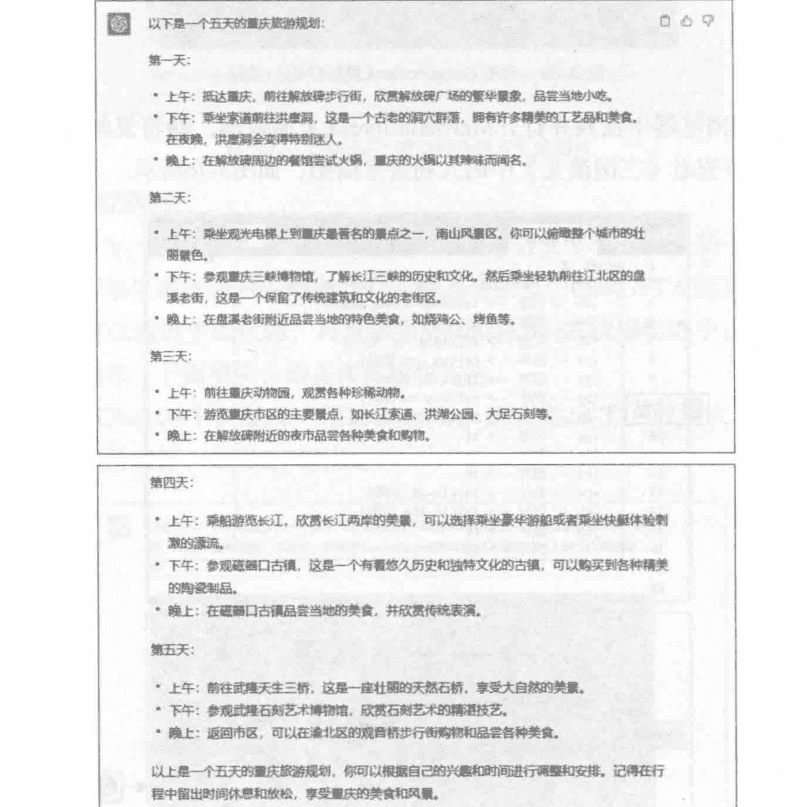 以下是一个五天的重庆旅游规划：
第一天：
• 上午：抵达重庆，前往解放碑步行街，欣赏解放碑广场的繁华景象，品尝当地小吃。
• 下午：乘坐索道前往洪崖洞，这是一个古老的洞穴群落，拥有许多精美的工艺品和美食。
在夜晚，洪崖洞会变得特别迷人。
• 晚上：在解放碑周边的餐馆尝试火锅，重庆的火锅以其辣味而闻名。
第二天：
• 上午：乘坐观光电梯上到重庆最著名的景点之一，南山风景区。你可以俯瞰整个城市的壮
丽景色。
• 下午：参观重庆三峡博物馆，了解长江三峡的历史和文化。然后乘坐轻轨前往江北区的盘
溪老街，这是一个保留了传统建筑和文化的老街区。
• 晚上：在盘溪老街附近品尝当地的特色美食，如烧鸡公、烤鱼等。
第三天：
• 上午：前往重庆动物园，观赏各种珍稀动物。
• 下午：游览重庆市区的主要景点，如长江索道、洪湖公园、大足石刻等。
• 晚上：在解放碑附近的夜市品尝各种美食和购物。
第四天：
• 上午：乘船游览长江，欣赏长江两岸的美景，可以选择乘坐豪华游船或者乘坐快艇体验刺
激的漂流。
• 下午：参观磁器口古镇，这是一个有着悠久历史和独特文化的古镇，可以购买到各种精美
的陶瓷制品。
• 晚上：在磁器口古镇品尝当地的美食，并欣赏传统表演。
第五天：
• 上午：前往武隆天生三桥，这是一座壮丽的天然石桥，享受大自然的美景。
• 下午：参观武隆石刻艺术博物馆，欣赏石刻艺术的精湛技艺。
• 晚上：返回市区，可以在渝北区的观音桥步行街购物和品尝各种美食。
以上是一个五天的重庆旅游规划，你可以根据自己的兴趣和时间进行调整和安排。记得在行
程中留出时间休息和放松，享受重庆的美食和风景。